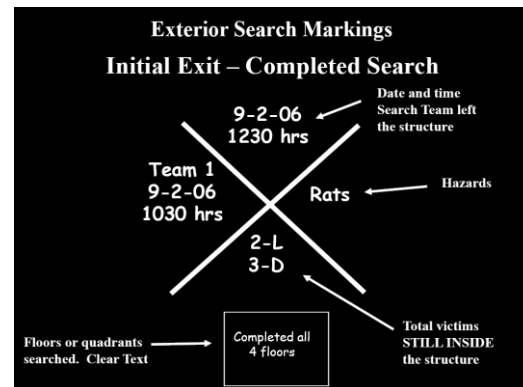 Exterior Search Markings
Initial Exit – Completed Search
9-2-06
1230 hrs
Date and time
Search Team left
the structure
Team 1
9-2-06
1030 hrs
Rats
Hazards
2-L
3-D
Total victims
STILL INSIDE
the structure
Floors or quadrants
searched. Clear Text
Completed all
4 floors